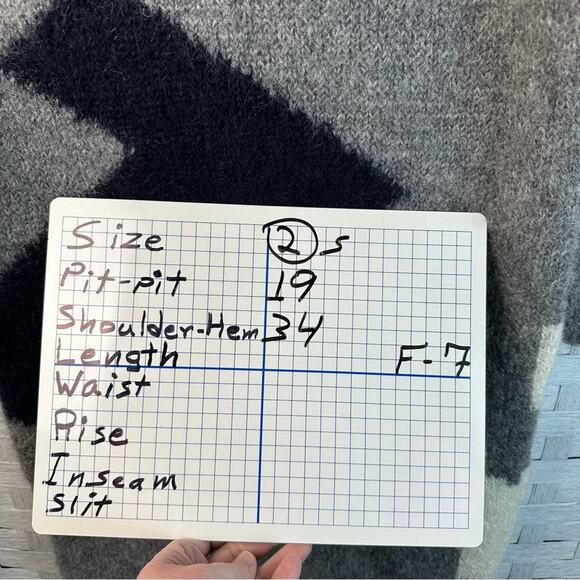 Size ② s
Pit-pit 19
Shoulder-Hem 34
Length F-7
Waist
Rise
Inseam
slit